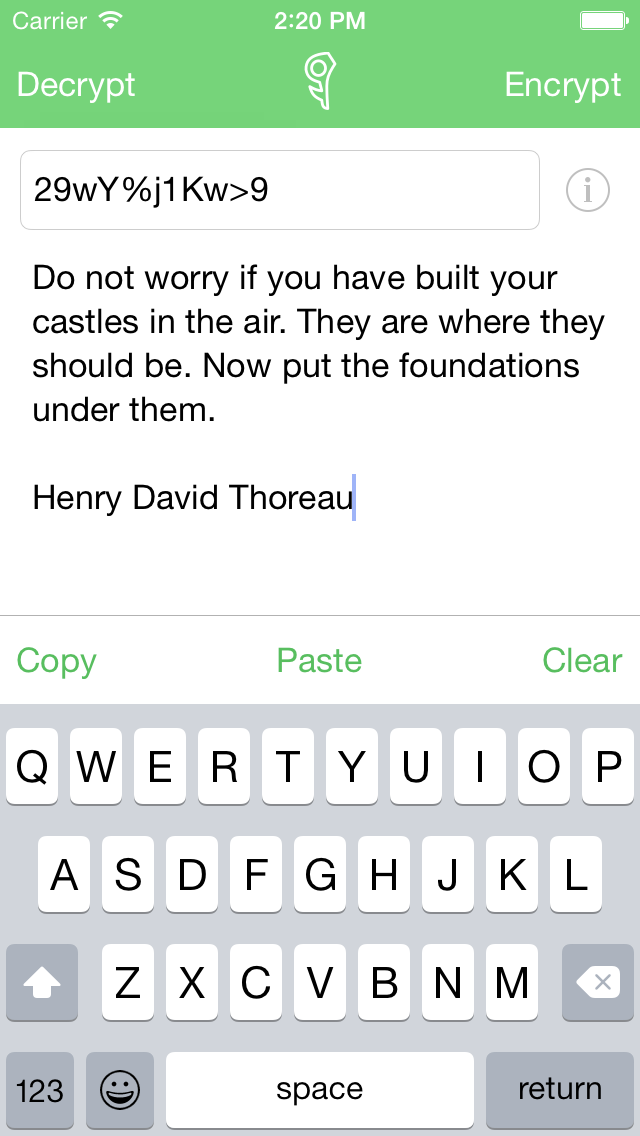 Carrier 2:20 PM
Decrypt Encrypt
29wY%j1Kw>9 i
Do not worry if you have built your
castles in the air. They are where they
should be. Now put the foundations
under them.
Henry David Thoreau
Copy Paste Clear
Q W E R T Y U I O P
A S D F G H J K L
Z X C V B N M
123 space return